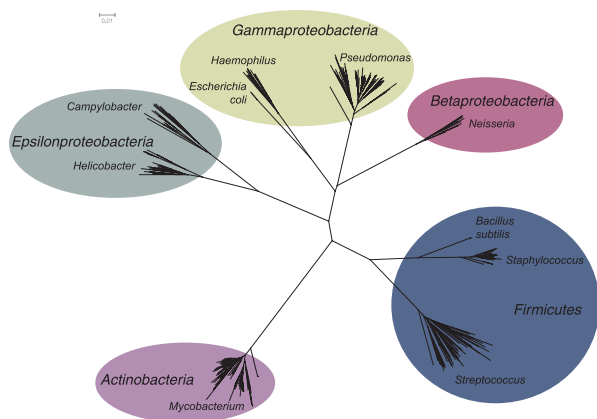 0.01
Gammaproteobacteria
Haemophilus
Pseudomonas
Escherichia
coli
Betaproteobacteria
Neisseria
Campylobacter
Epsilonproteobacteria
Helicobacter
Bacillus
subtilis
Staphylococcus
Firmicutes
Streptococcus
Actinobacteria
Mycobacterium